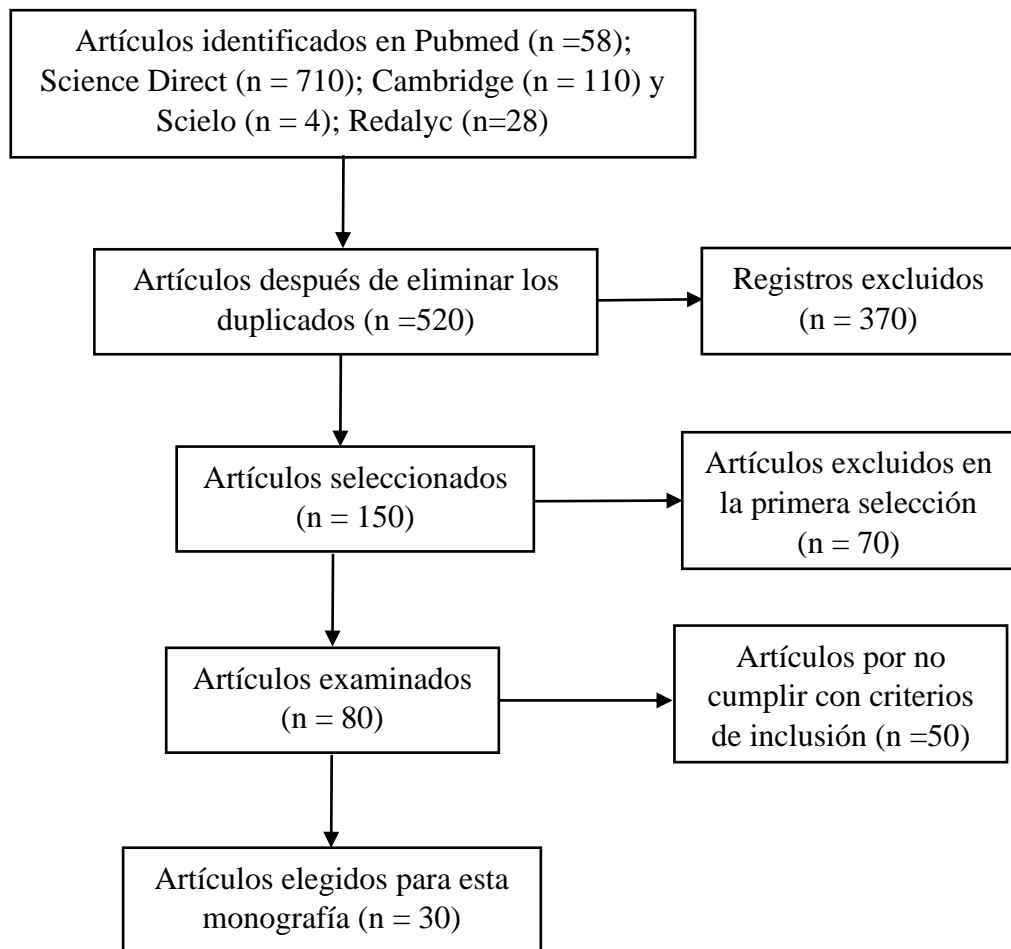 Artículos identificados en Pubmed (n =58);
Science Direct (n = 710); Cambridge (n = 110) y
Scielo (n = 4); Redalyc (n=28)
Artículos después de eliminar los
duplicados (n =520)
Registros excluidos
(n = 370)
Artículos seleccionados
(n = 150)
Artículos excluidos en
la primera selección
(n = 70)
Artículos examinados
(n = 80)
Artículos por no
cumplir con criterios
de inclusión (n =50)
Artículos elegidos para esta
monografía (n = 30)